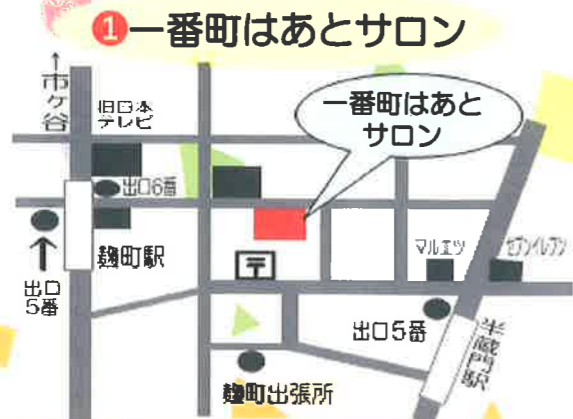 ❶一番町はあとサロン
↑市ヶ谷
旧日本
テレビ
一番町はあと
サロン
出口6番
麹町駅
〒
マルエツ
セブンイレブン
出口
5番
出口5番
半蔵門駅
麹町出張所